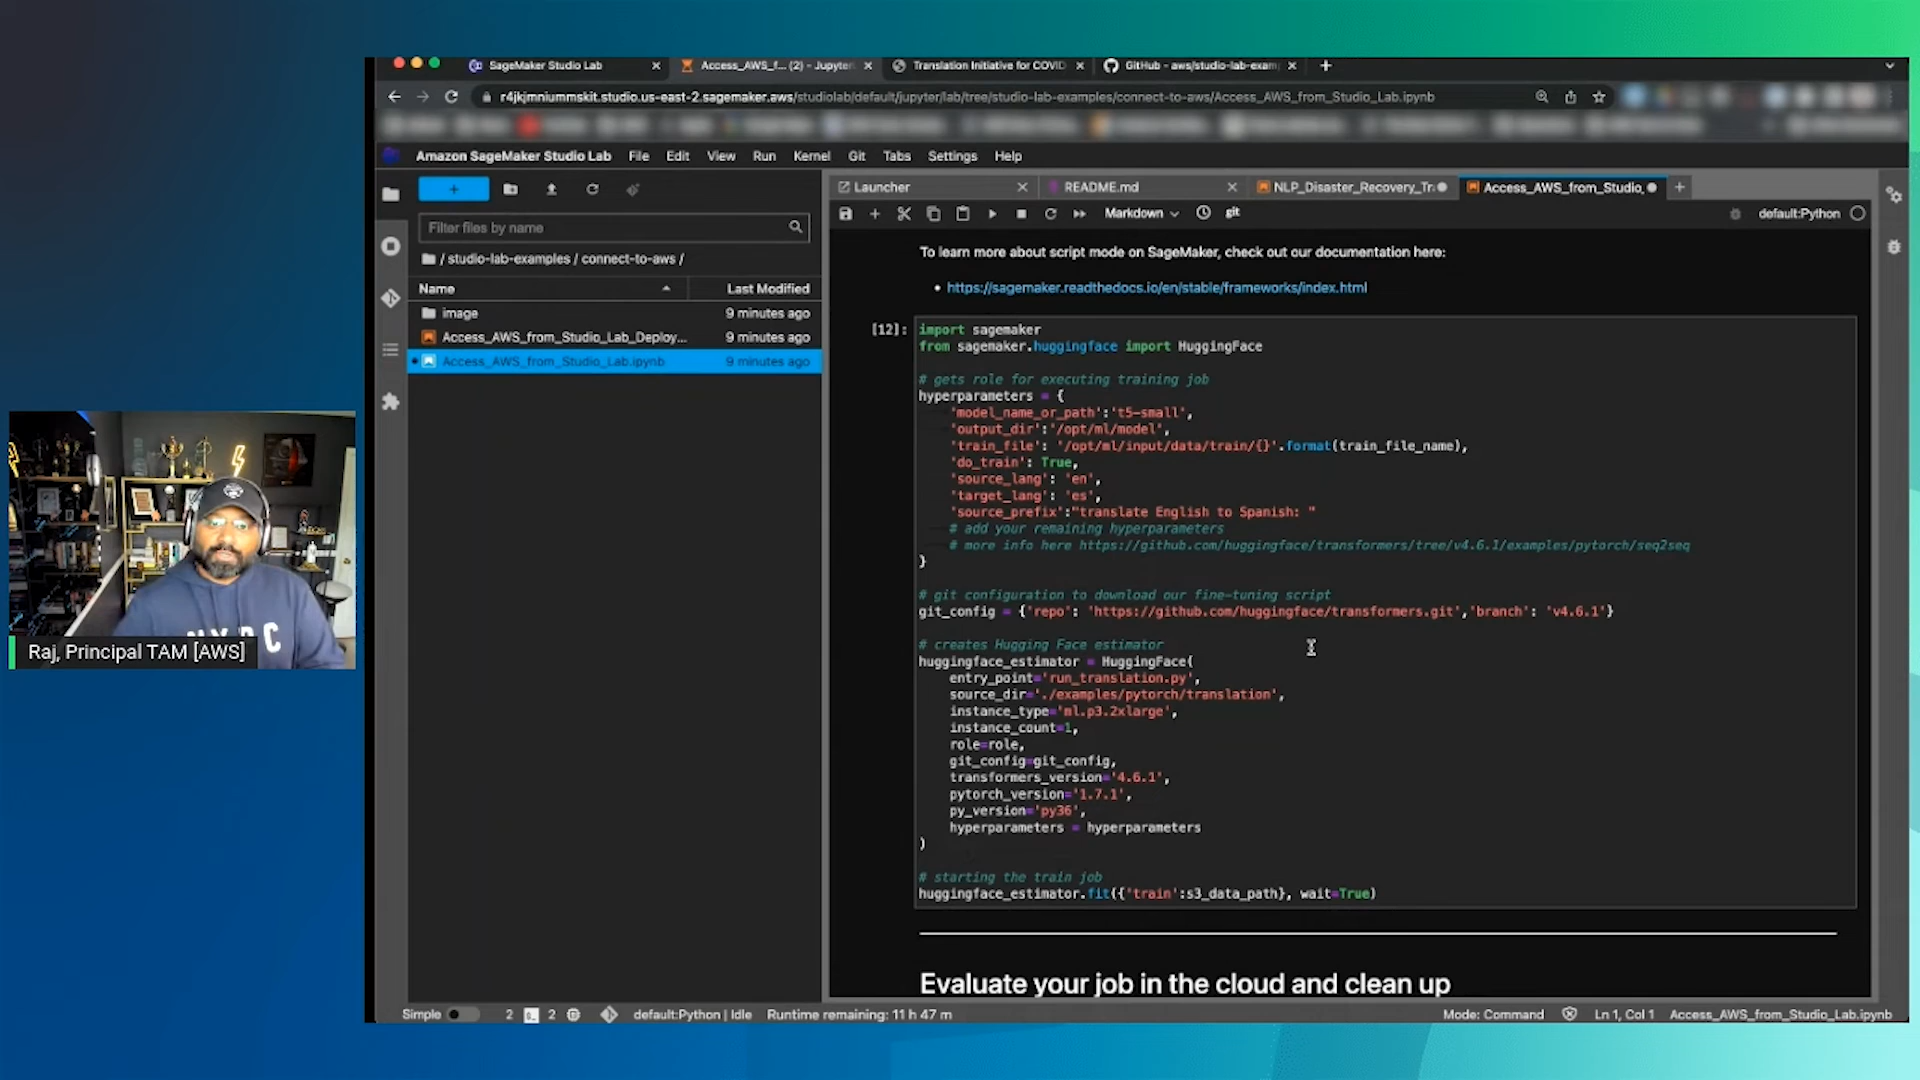 SageMaker Studio Lab
Access_AWS_f... (2) - Jupyter
Translation Initiative for COVID
GitHub - aws/studio-lab-exam
r4jkjmniummskit.studio.us-east-2.sagemaker.aws/studiolab/default/jupyter/lab/tree/studio-lab-examples/connect-to-aws/Access_AWS_from_Studio_Lab.ipynb
Amazon SageMaker Studio Lab File Edit View Run Kernel Git Tabs Settings Help
Launcher
README.md
NLP_Disaster_Recovery_Tr
Access_AWS_from_Studio_
Markdown
git
default:Python
Filter files by name
/ studio-lab-examples / connect-to-aws /
Name Last Modified
image 9 minutes ago
Access_AWS_from_Studio_Lab_Deploy... 9 minutes ago
Access_AWS_from_Studio_Lab.ipynb 9 minutes ago
To learn more about script mode on SageMaker, check out our documentation here:
• https://sagemaker.readthedocs.io/en/stable/frameworks/index.html
[12]: import sagemaker
from sagemaker.huggingface import HuggingFace
# gets role for executing training job
hyperparameters = {
'model_name_or_path':'t5-small',
'output_dir':'/opt/ml/model',
'train_file': '/opt/ml/input/data/train/{}'.format(train_file_name),
'do_train': True,
'source_lang': 'en',
'target_lang': 'es',
'source_prefix':"translate English to Spanish: "
# add your remaining hyperparameters
# more info here https://github.com/huggingface/transformers/tree/v4.6.1/examples/pytorch/seq2seq
}
# git configuration to download our fine-tuning script
git_config = {'repo': 'https://github.com/huggingface/transformers.git','branch': 'v4.6.1'}
# creates Hugging Face estimator
huggingface_estimator = HuggingFace(
entry_point='run_translation.py',
source_dir='./examples/pytorch/translation',
instance_type='ml.p3.2xlarge',
instance_count=1,
role=role,
git_config=git_config,
transformers_version='4.6.1',
pytorch_version='1.7.1',
py_version='py36',
hyperparameters = hyperparameters
)
# starting the train job
huggingface_estimator.fit({'train':s3_data_path}, wait=True)
Evaluate your job in the cloud and clean up
Raj, Principal TAM [AWS]
Simple 2 2 default:Python | Idle Runtime remaining: 11 h 47 m Mode: Command Ln 1, Col 1 Access_AWS_from_Studio_Lab.ipynb